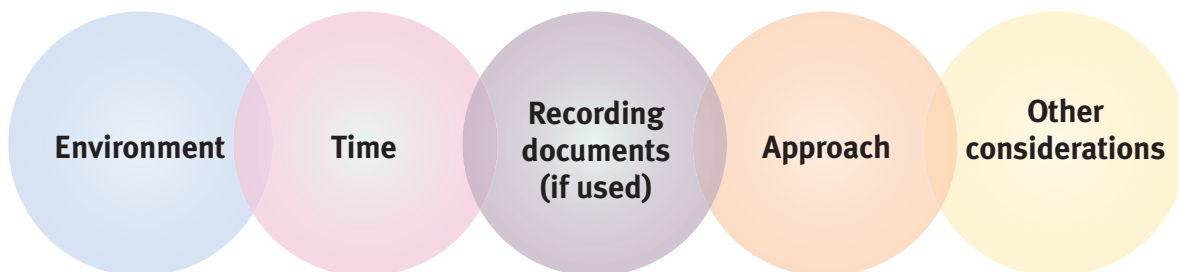 Environment
Time
Recording
documents
(if used)
Approach
Other
considerations